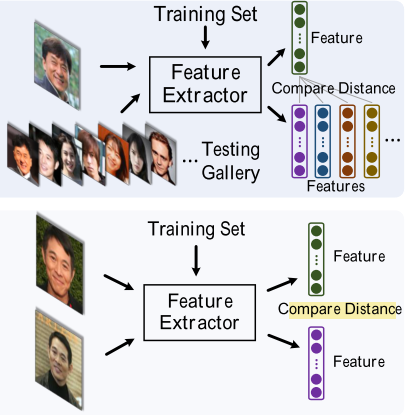 Training Set
Feature
Feature
Extractor
Compare Distance
... Testing
Gallery
...
Features
Training Set
Feature
Feature
Extractor
Compare Distance
Feature